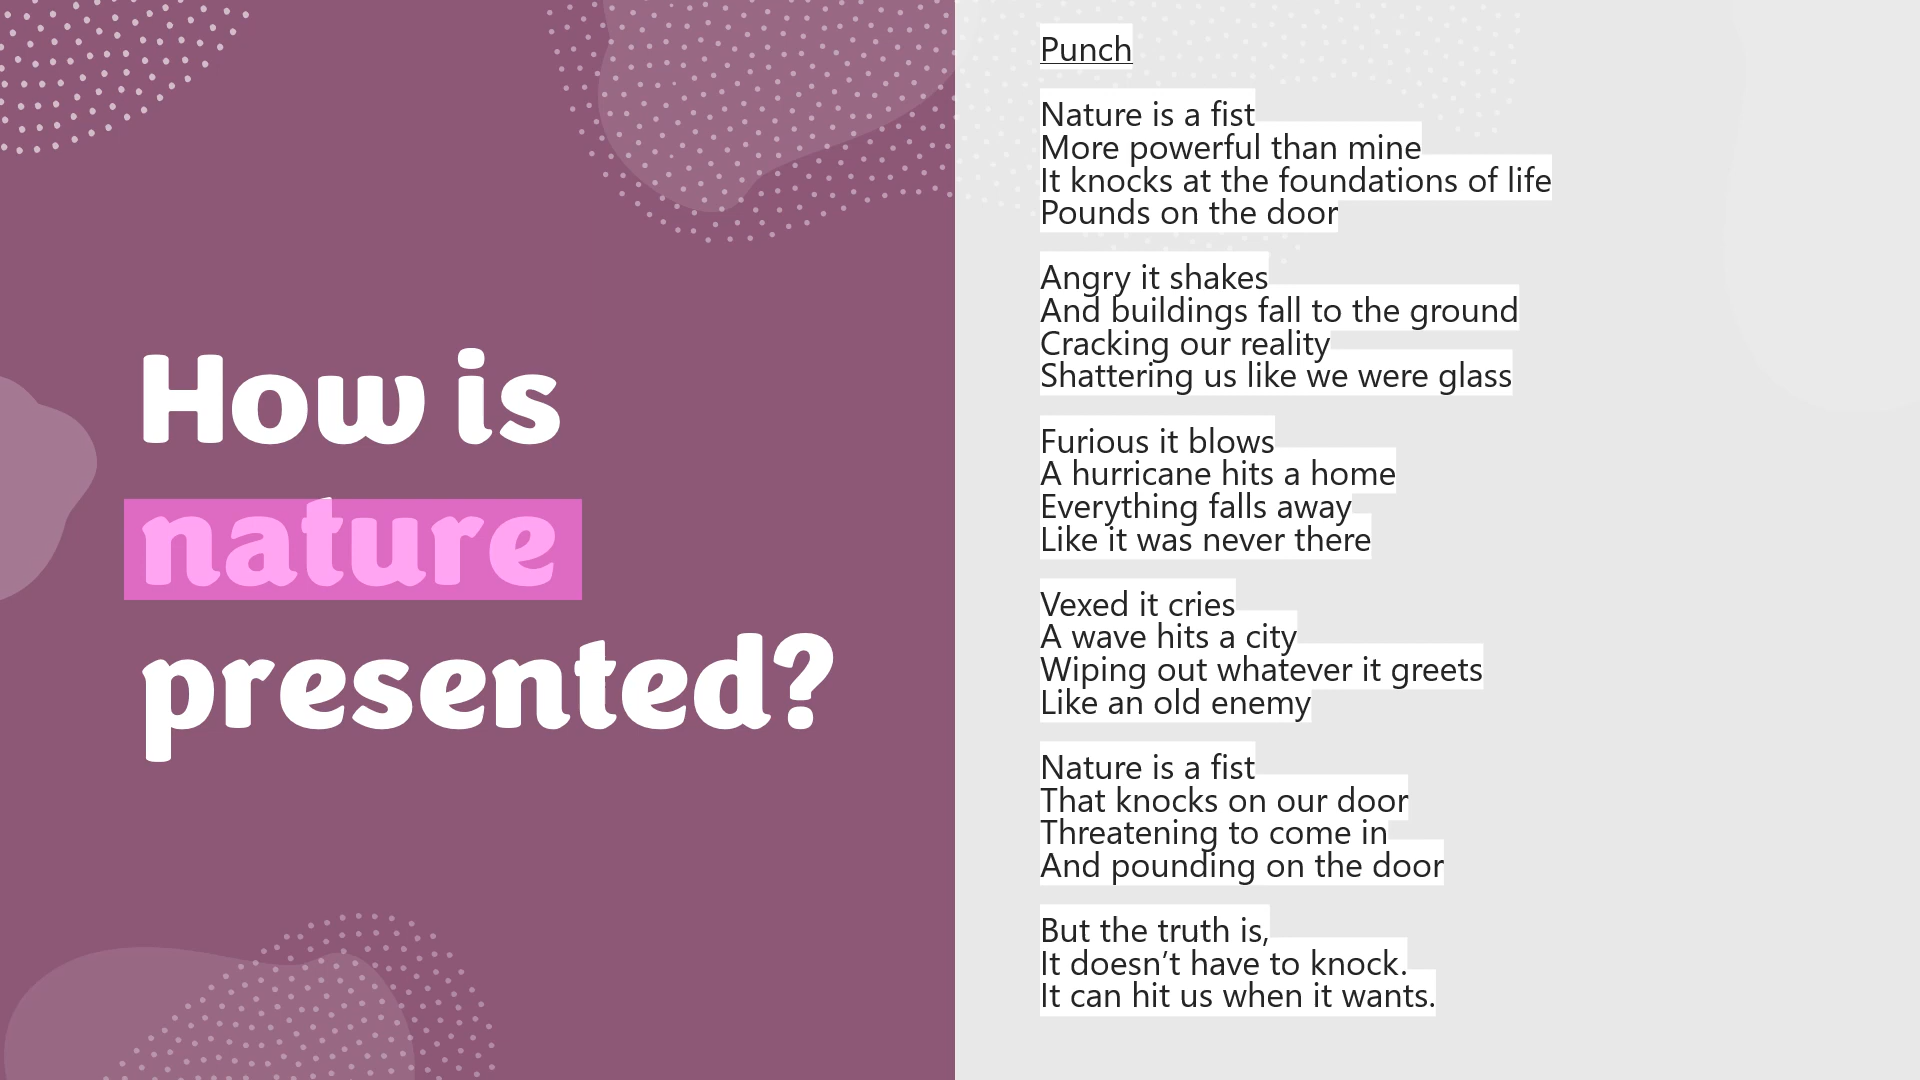 How is
nature
presented?
Punch
Nature is a fist
More powerful than mine
It knocks at the foundations of life
Pounds on the door
Angry it shakes
And buildings fall to the ground
Cracking our reality
Shattering us like we were glass
Furious it blows
A hurricane hits a home
Everything falls away
Like it was never there
Vexed it cries
A wave hits a city
Wiping out whatever it greets
Like an old enemy
Nature is a fist
That knocks on our door
Threatening to come in
And pounding on the door
But the truth is,
It doesn’t have to knock.
It can hit us when it wants.